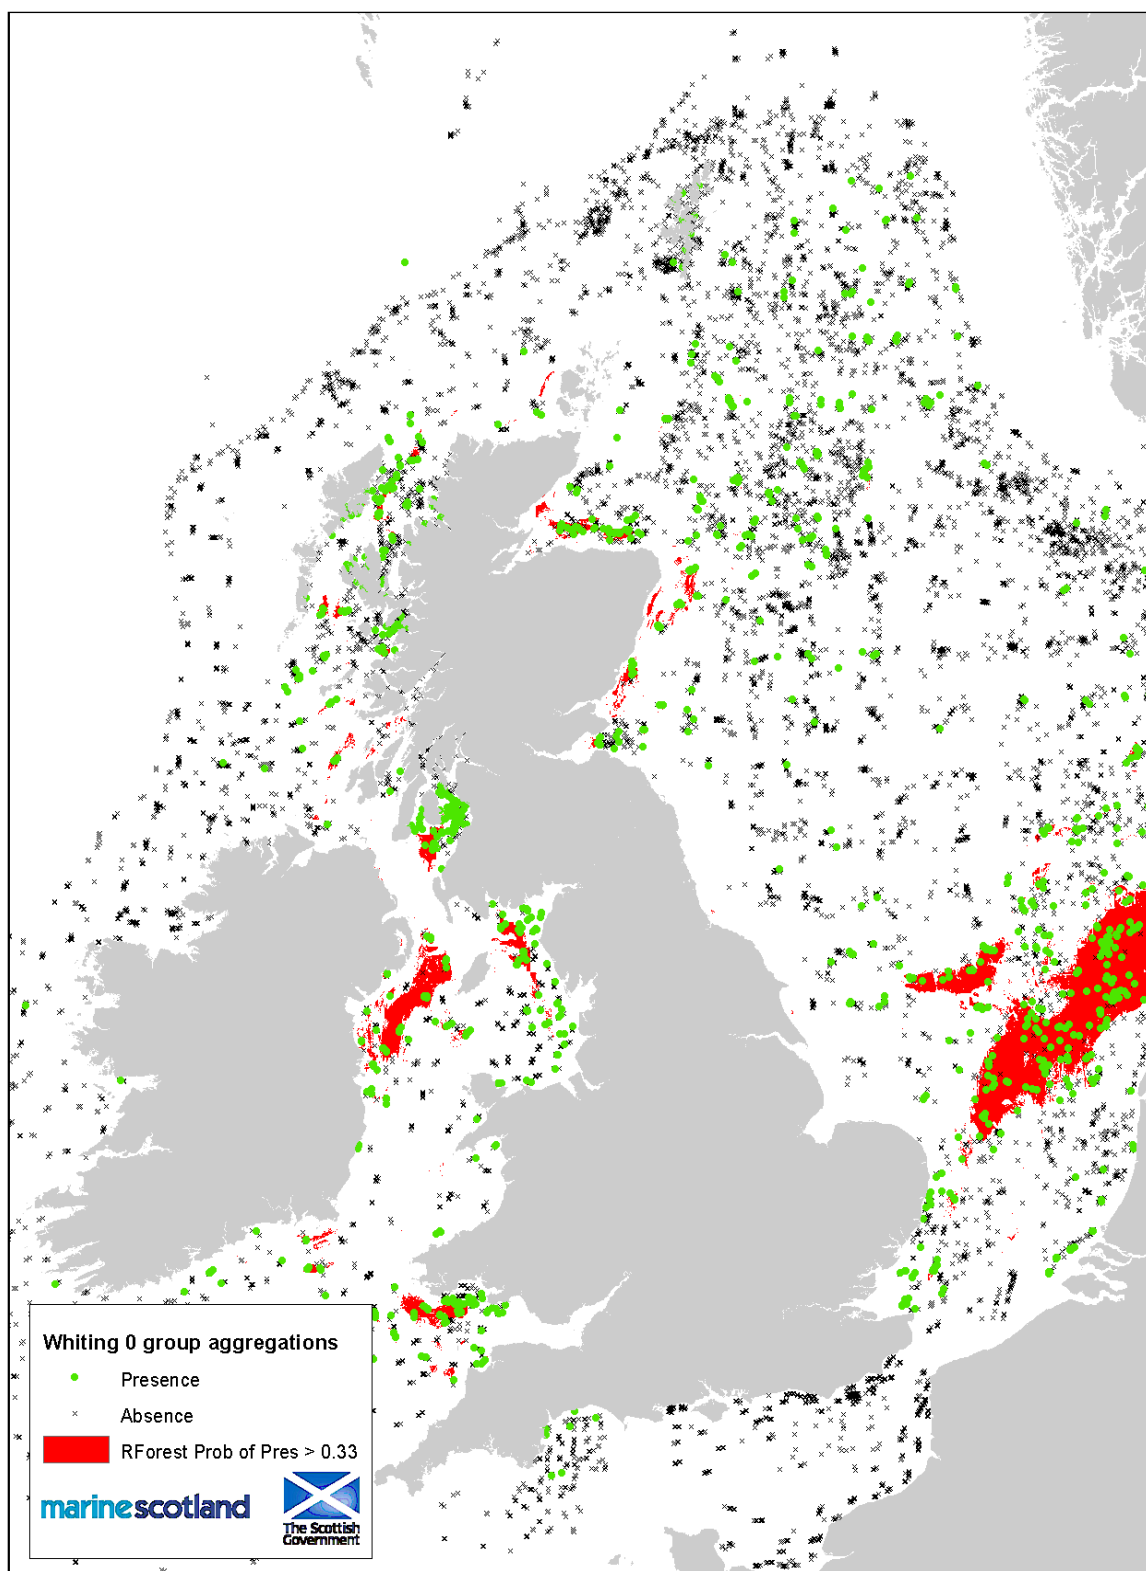 Whiting 0 group aggregations
Presence
Absence
RForest Prob of Pres > 0.33
marinescotland
The Scottish
Government